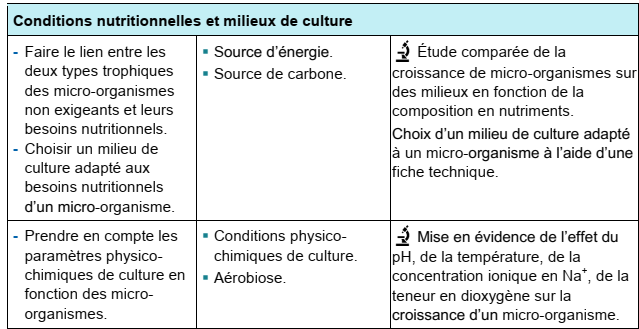 Conditions nutritionnelles et milieux de culture
- Faire le lien entre les
deux types trophiques
des micro-organismes
non exigeants et leurs
besoins nutritionnels.
- Choisir un milieu de
culture adapté aux
besoins nutritionnels
d'un micro-organisme.
▪ Source d'énergie.
▪ Source de carbone.
Étude comparée de la
croissance de micro-organismes sur
des milieux en fonction de la
composition en nutriments.
Choix d'un milieu de culture adapté
à un micro-organisme à l'aide d'une
fiche technique.
- Prendre en compte les
paramètres physico-
chimiques de culture en
fonction des micro-
organismes.
▪ Conditions physico-
chimiques de culture.
▪ Aérobiose.
Mise en évidence de l'effet du
pH, de la température, de la
concentration ionique en Na⁺, de la
teneur en dioxygène sur la
croissance d'un micro-organisme.